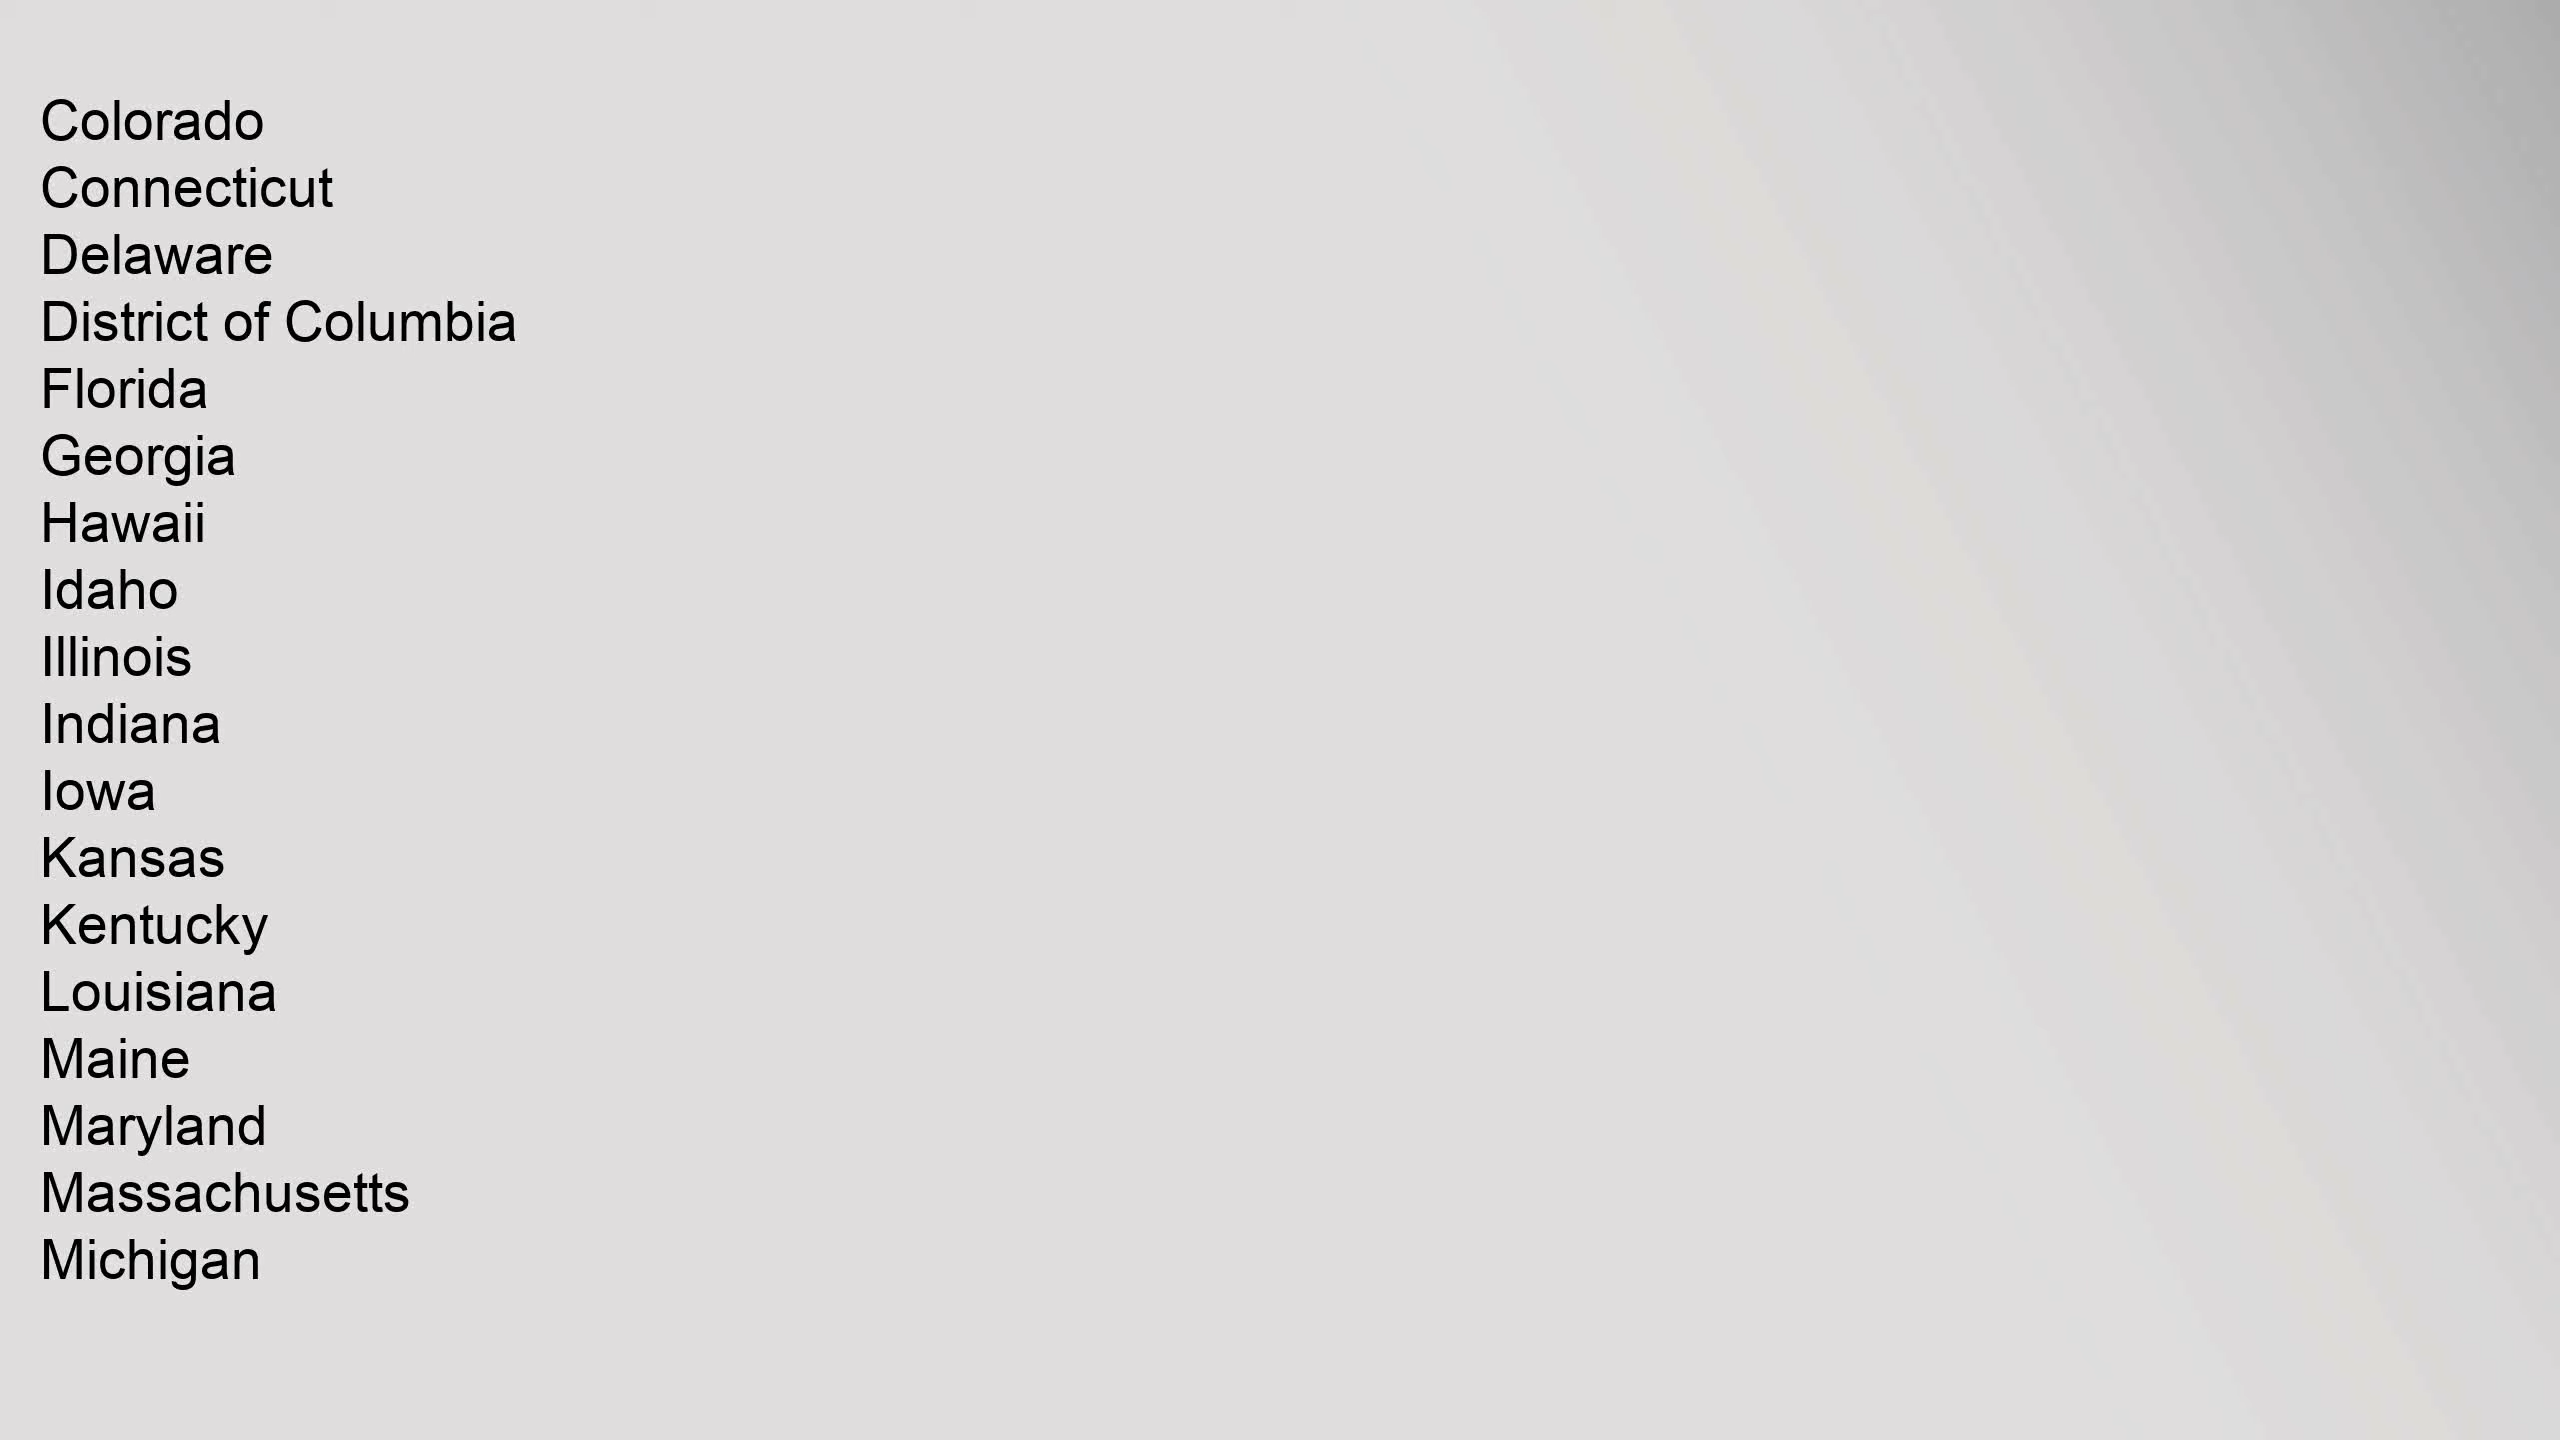 Colorado
Connecticut
Delaware
District of Columbia
Florida
Georgia
Hawaii
Idaho
Illinois
Indiana
Iowa
Kansas
Kentucky
Louisiana
Maine
Maryland
Massachusetts
Michigan